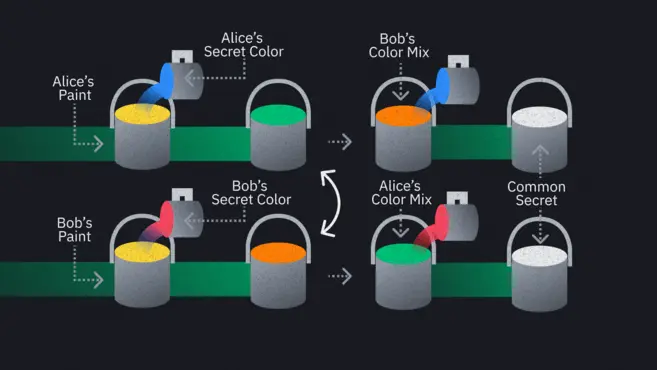 Alice's
Secret Color
Alice's
Paint
Bob's
Color Mix
Bob's
Secret Color
Bob's
Paint
Alice's
Color Mix
Common
Secret